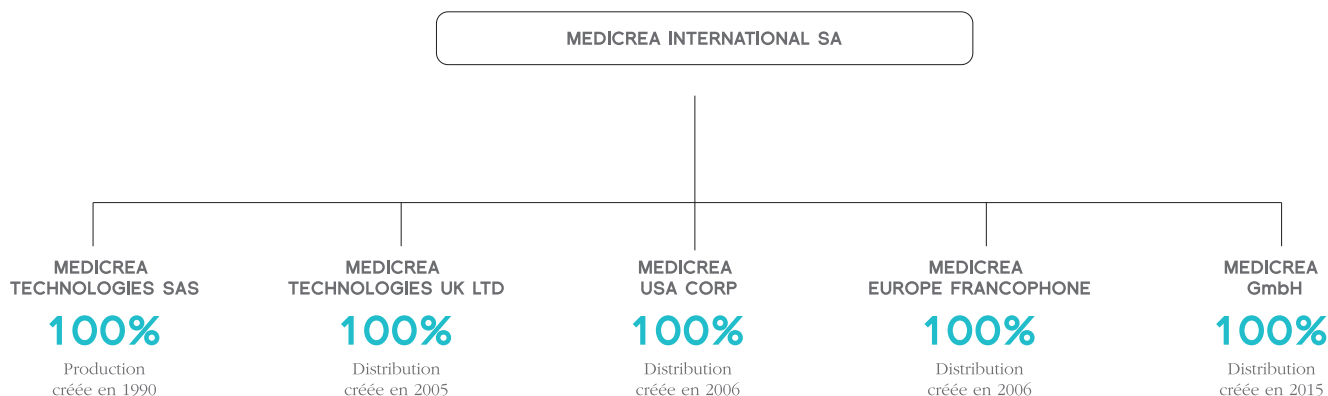 MEDICREA INTERNATIONAL SA
MEDICREA
TECHNOLOGIES SAS
100%
Production
créée en 1990
MEDICREA
TECHNOLOGIES UK LTD
100%
Distribution
créée en 2005
MEDICREA
USA CORP
100%
Distribution
créée en 2006
MEDICREA
EUROPE FRANCOPHONE
100%
Distribution
créée en 2006
MEDICREA
GmbH
100%
Distribution
créée en 2015